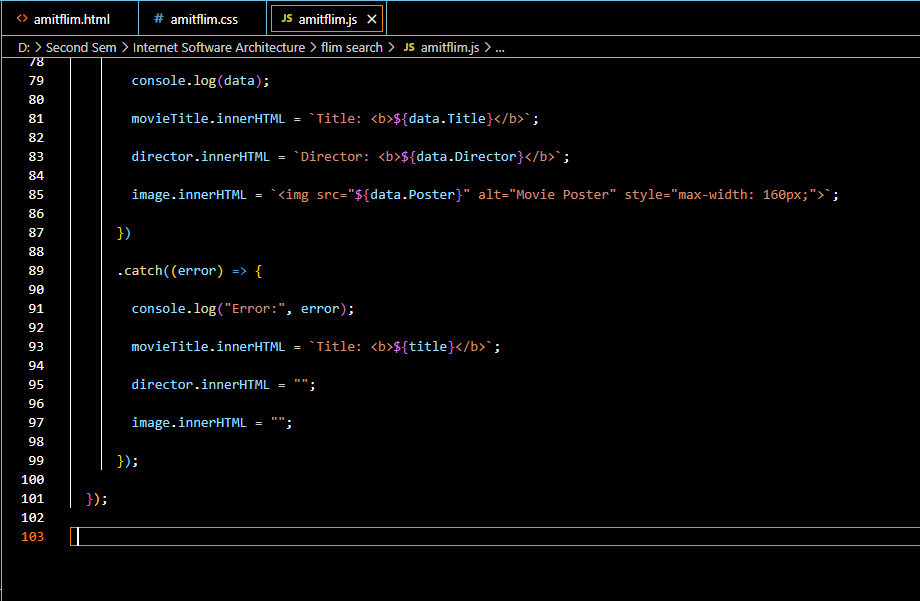 <> amitflim.html # amitflim.css JS amitflim.js ×
D: > Second Sem > Internet Software Architecture > flim search > JS amitflim.js > ...
78
79 console.log(data);
80
81 movieTitle.innerHTML = `Title: <b>${data.Title}</b>`;
82
83 director.innerHTML = `Director: <b>${data.Director}</b>`;
84
85 image.innerHTML = `<img src="${data.Poster}" alt="Movie Poster" style="max-width: 160px;">`;
86
87 })
88
89 .catch((error) => {
90
91 console.log("Error:", error);
92
93 movieTitle.innerHTML = `Title: <b>${title}</b>`;
94
95 director.innerHTML = "";
96
97 image.innerHTML = "";
98
99 });
100
101 });
102
103